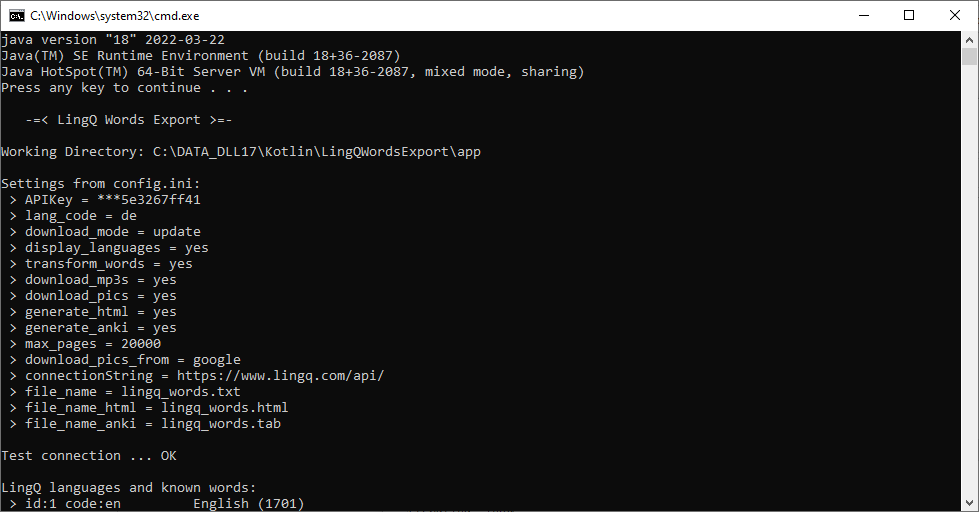 C:\Windows\system32\cmd.exe
java version "18" 2022-03-22
Java(TM) SE Runtime Environment (build 18+36-2087)
Java HotSpot(TM) 64-Bit Server VM (build 18+36-2087, mixed mode, sharing)
Press any key to continue . . .
-=< LingQ Words Export >=-
Working Directory: C:\DATA_DLL17\Kotlin\LingQWordsExport\app
Settings from config.ini:
> APIKey = ***5e3267ff41
> lang_code = de
> download_mode = update
> display_languages = yes
> transform_words = yes
> download_mp3s = yes
> download_pics = yes
> generate_html = yes
> generate_anki = yes
> max_pages = 20000
> download_pics_from = google
> connectionString = https://www.lingq.com/api/
> file_name = lingq_words.txt
> file_name_html = lingq_words.html
> file_name_anki = lingq_words.tab
Test connection ... OK
LingQ languages and known words:
> id:1 code:en English (1701)